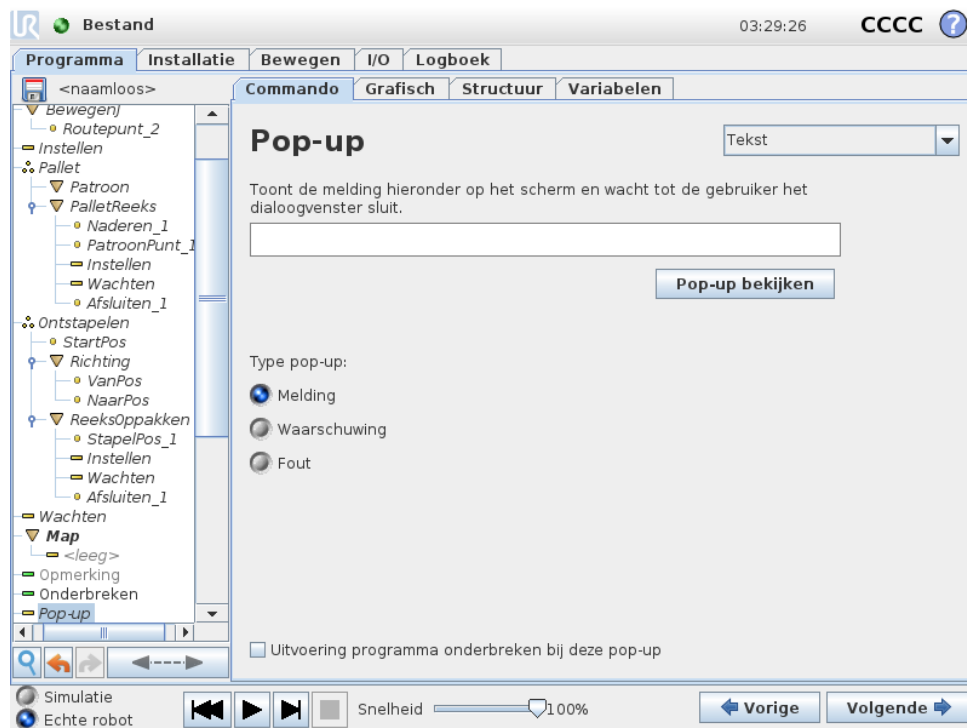 UR Bestand 03:29:26 CCCC ?
Programma Installatie Bewegen I/O Logboek
<naamloos>
Commando Grafisch Structuur Variabelen
BewegenJ
Routepunt_2
Instellen
Pallet
Patroon
PalletReeks
Naderen_1
PatroonPunt_1
Instellen
Wachten
Afsluiten_1
Ontstapelen
StartPos
Richting
VanPos
NaarPos
ReeksOppakken
StapelPos_1
Instellen
Wachten
Afsluiten_1
Wachten
Map
<leeg>
Opmerking
Onderbreken
Pop-up
Pop-up
Tekst
Toont de melding hieronder op het scherm en wacht tot de gebruiker het
dialoogvenster sluit.
Pop-up bekijken
Type pop-up:
Melding
Waarschuwing
Fout
Uitvoering programma onderbreken bij deze pop-up
Simulatie
Echte robot
Snelheid 100%
Vorige Volgende